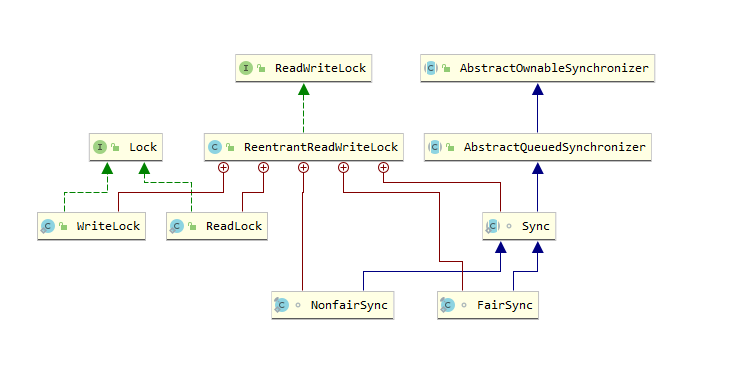 ReadWriteLock
AbstractOwnableSynchronizer
Lock
ReentrantReadWriteLock
AbstractQueuedSynchronizer
WriteLock
ReadLock
Sync
NonfairSync
FairSync